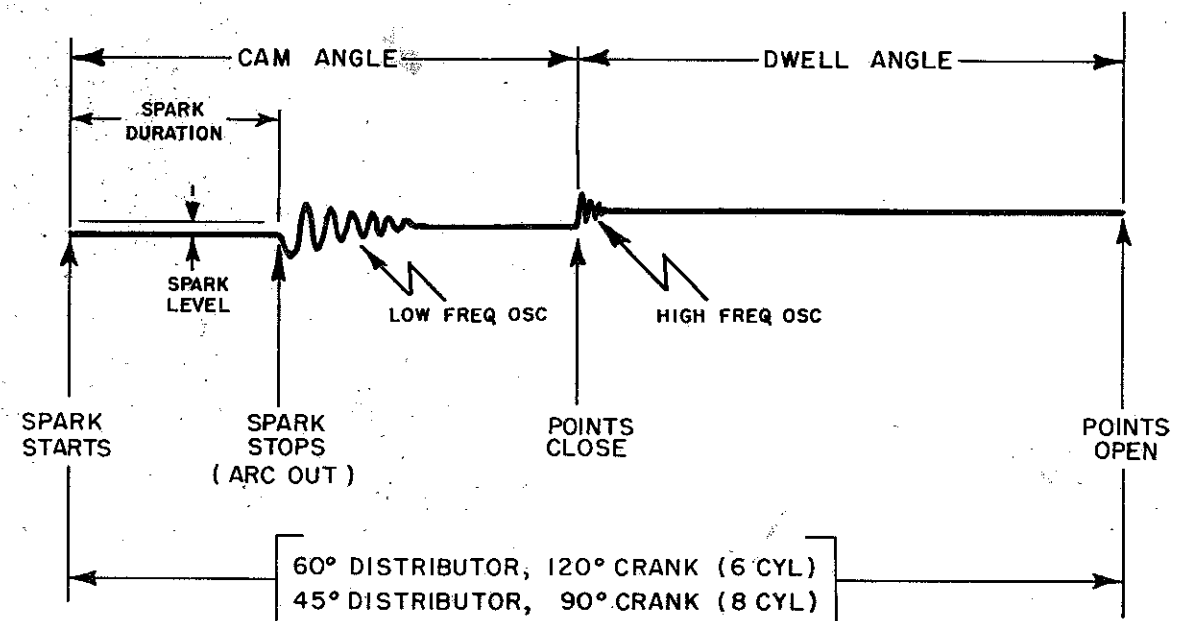 CAM ANGLE
DWELL ANGLE
SPARK
DURATION
SPARK
LEVEL
LOW FREQ OSC
HIGH FREQ OSC
SPARK
STARTS
SPARK
STOPS
( ARC OUT )
POINTS
CLOSE
POINTS
OPEN
60° DISTRIBUTOR, 120° CRANK (6 CYL)
45° DISTRIBUTOR, 90° CRANK (8 CYL)